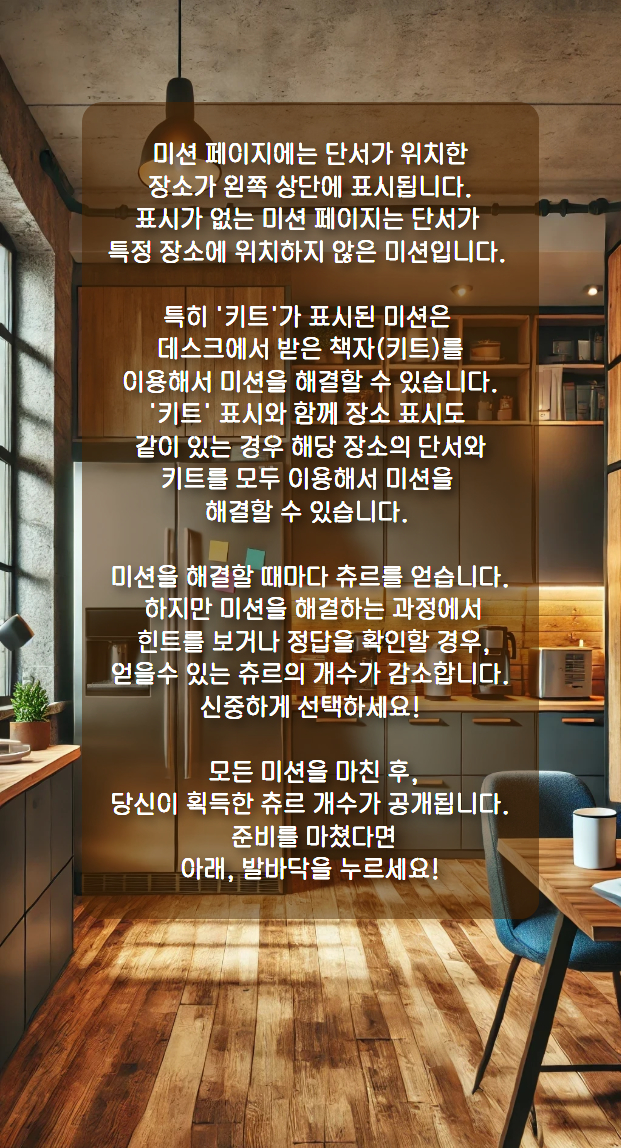 미션 페이지에는 단서가 위치한
장소가 왼쪽 상단에 표시됩니다.
표시가 없는 미션 페이지는 단서가
특정 장소에 위치하지 않은 미션입니다.
특히 '키트'가 표시된 미션은
데스크에서 받은 책자(키트)를
이용해서 미션을 해결할 수 있습니다.
'키트' 표시와 함께 장소 표시도
같이 있는 경우 해당 장소의 단서와
키트를 모두 이용해서 미션을
해결할 수 있습니다.
미션을 해결할 때마다 츄르를 얻습니다.
하지만 미션을 해결하는 과정에서
힌트를 보거나 정답을 확인할 경우,
얻을수 있는 츄르의 개수가 감소합니다.
신중하게 선택하세요!
모든 미션을 마친 후,
당신이 획득한 츄르 개수가 공개됩니다.
준비를 마쳤다면
아래, 발바닥을 누르세요!